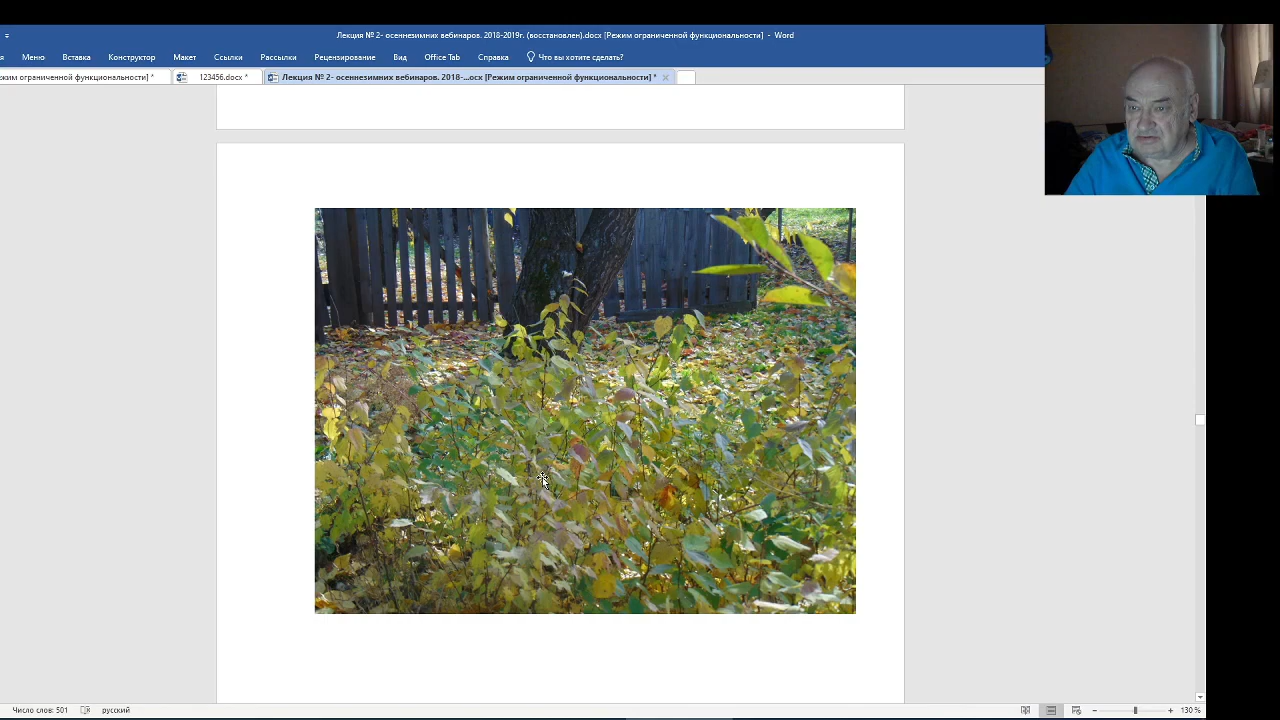 Лекция № 2- осеннезимних вебинаров. 2018-2019г. (восстановлен).docx [Режим ограниченной функциональности] - Word
Меню Вставка Конструктор Макет Ссылки Рассылки Рецензирование Вид Office Tab Справка Что вы хотите сделать?
ежим ограниченной функциональности] * 123456.docx * Лекция № 2- осеннезимних вебинаров. 2018-...ocx [Режим ограниченной функциональности] *
Число слов: 501 русский 130 %